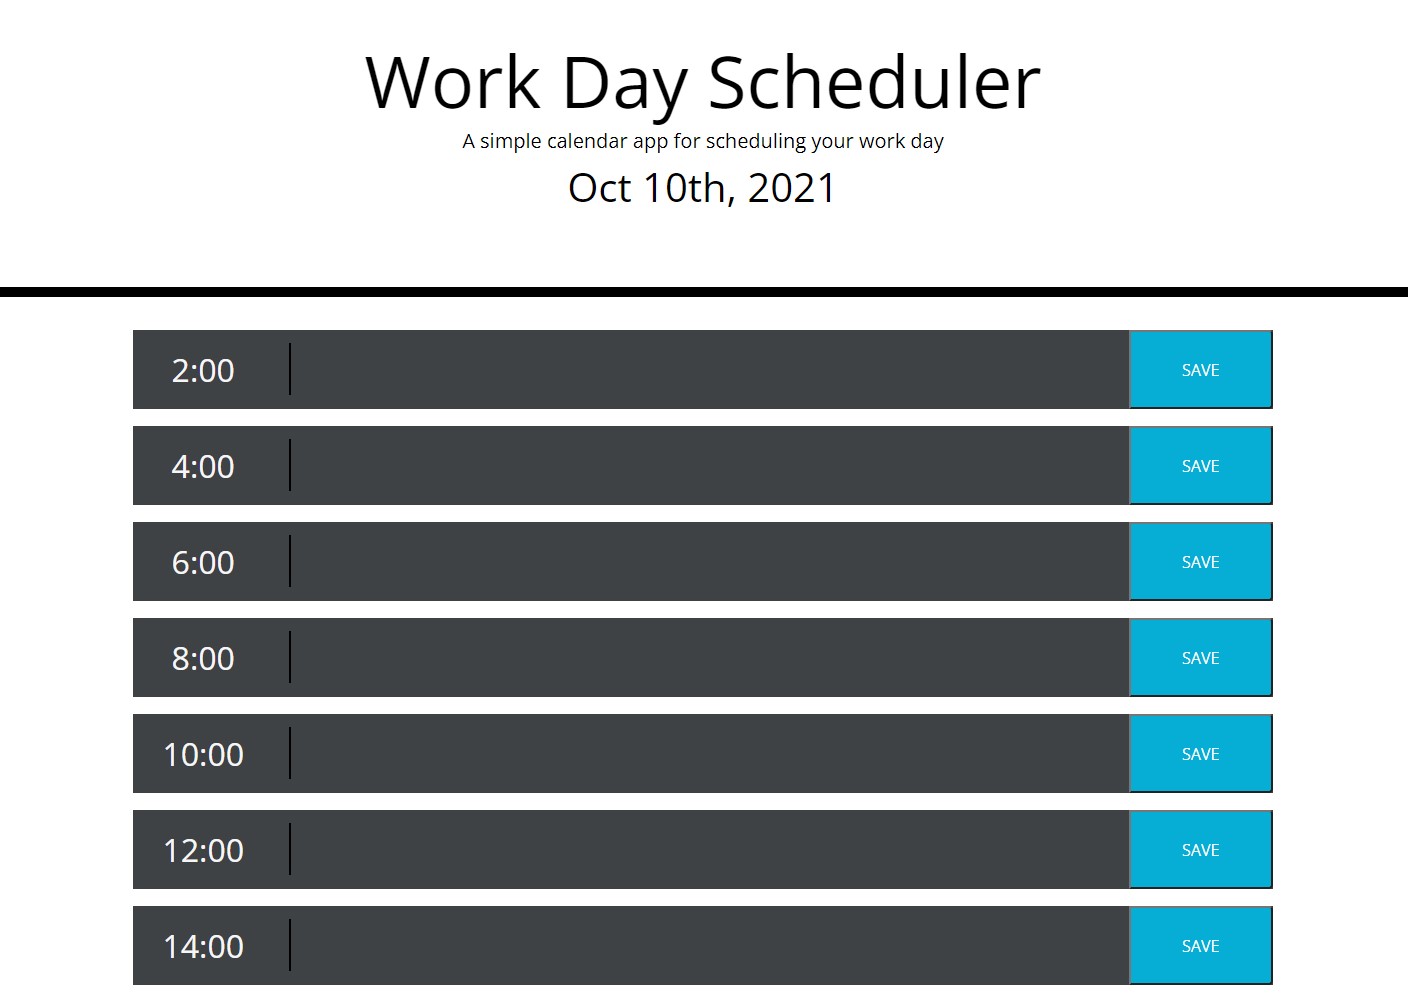 Work Day Scheduler
A simple calendar app for scheduling your work day
Oct 10th, 2021
2:00 SAVE
4:00 SAVE
6:00 SAVE
8:00 SAVE
10:00 SAVE
12:00 SAVE
14:00 SAVE